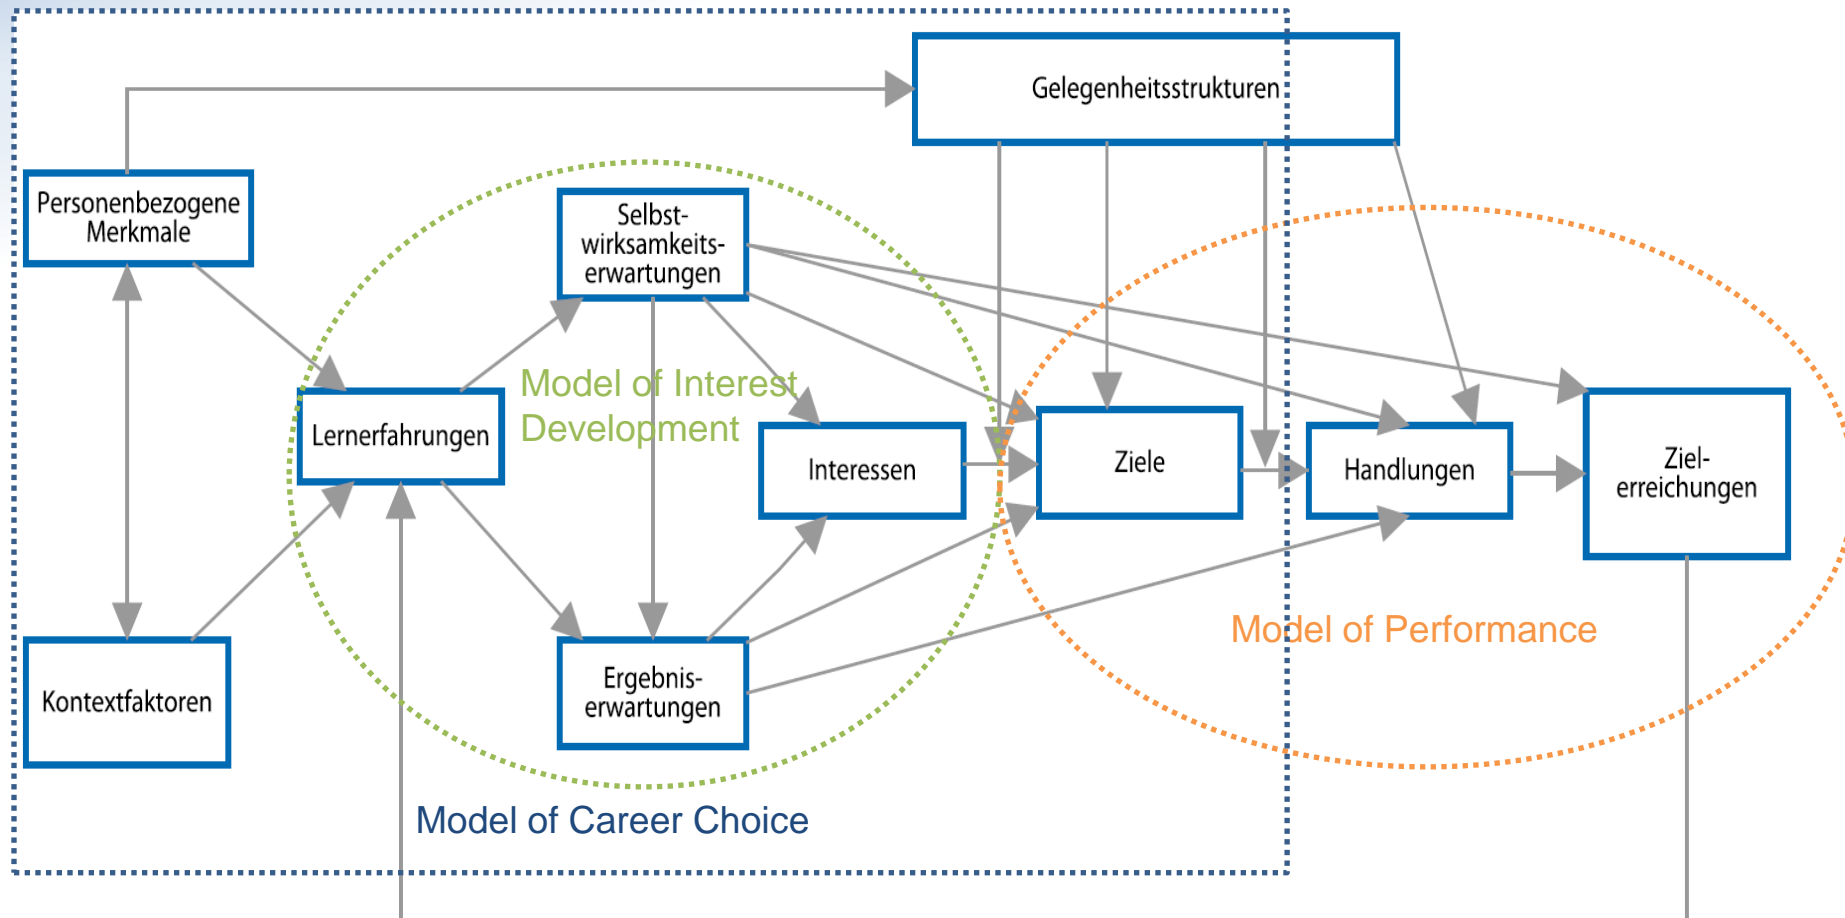 Gelegenheitsstrukturen
Personenbezogene
Merkmale
Selbst-
wirksamkeits-
erwartungen
Model of Interest
Development
Lernerfahrungen
Interessen
Ziele
Handlungen
Ziel-
erreichungen
Model of Performance
Kontextfaktoren
Ergebnis-
erwartungen
Model of Career Choice